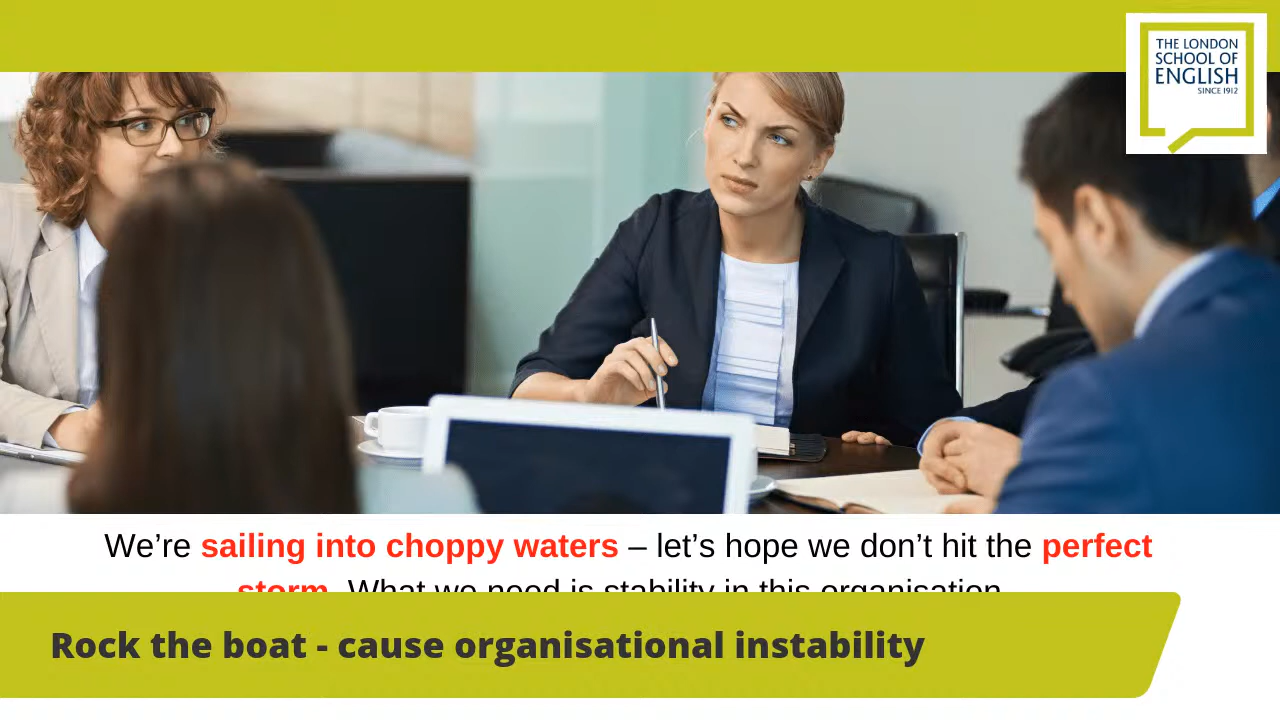 THE LONDON
SCHOOL OF
ENGLISH
SINCE 1912
We’re sailing into choppy waters – let’s hope we don’t hit the perfect
storm. What we need is stability in this organisation.
Rock the boat - cause organisational instability